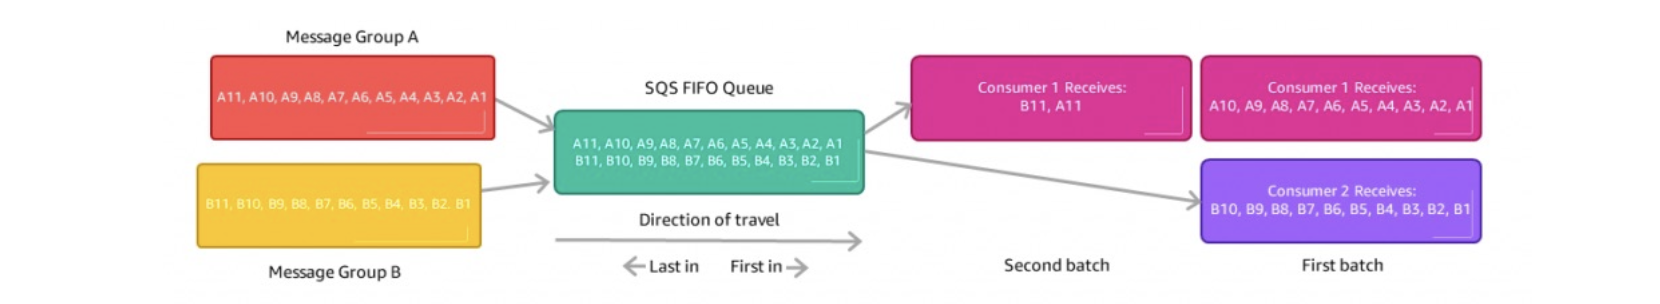 Message Group A
A11, A10, A9, A8, A7, A6, A5, A4, A3, A2, A1
B11, B10, B9, B8, B7, B6, B5, B4, B3, B2. B1
Message Group B
SQS FIFO Queue
A11, A10, A9, A8, A7, A6, A5, A4, A3, A2, A1
B11, B10, B9, B8, B7, B6, B5, B4, B3, B2, B1
Direction of travel
Last in
First in
Consumer 1 Receives:
B11, A11
Second batch
Consumer 1 Receives:
A10, A9, A8, A7, A6, A5, A4, A3, A2, A1
Consumer 2 Receives:
B10, B9, B8, B7, B6, B5, B4, B3, B2, B1
First batch